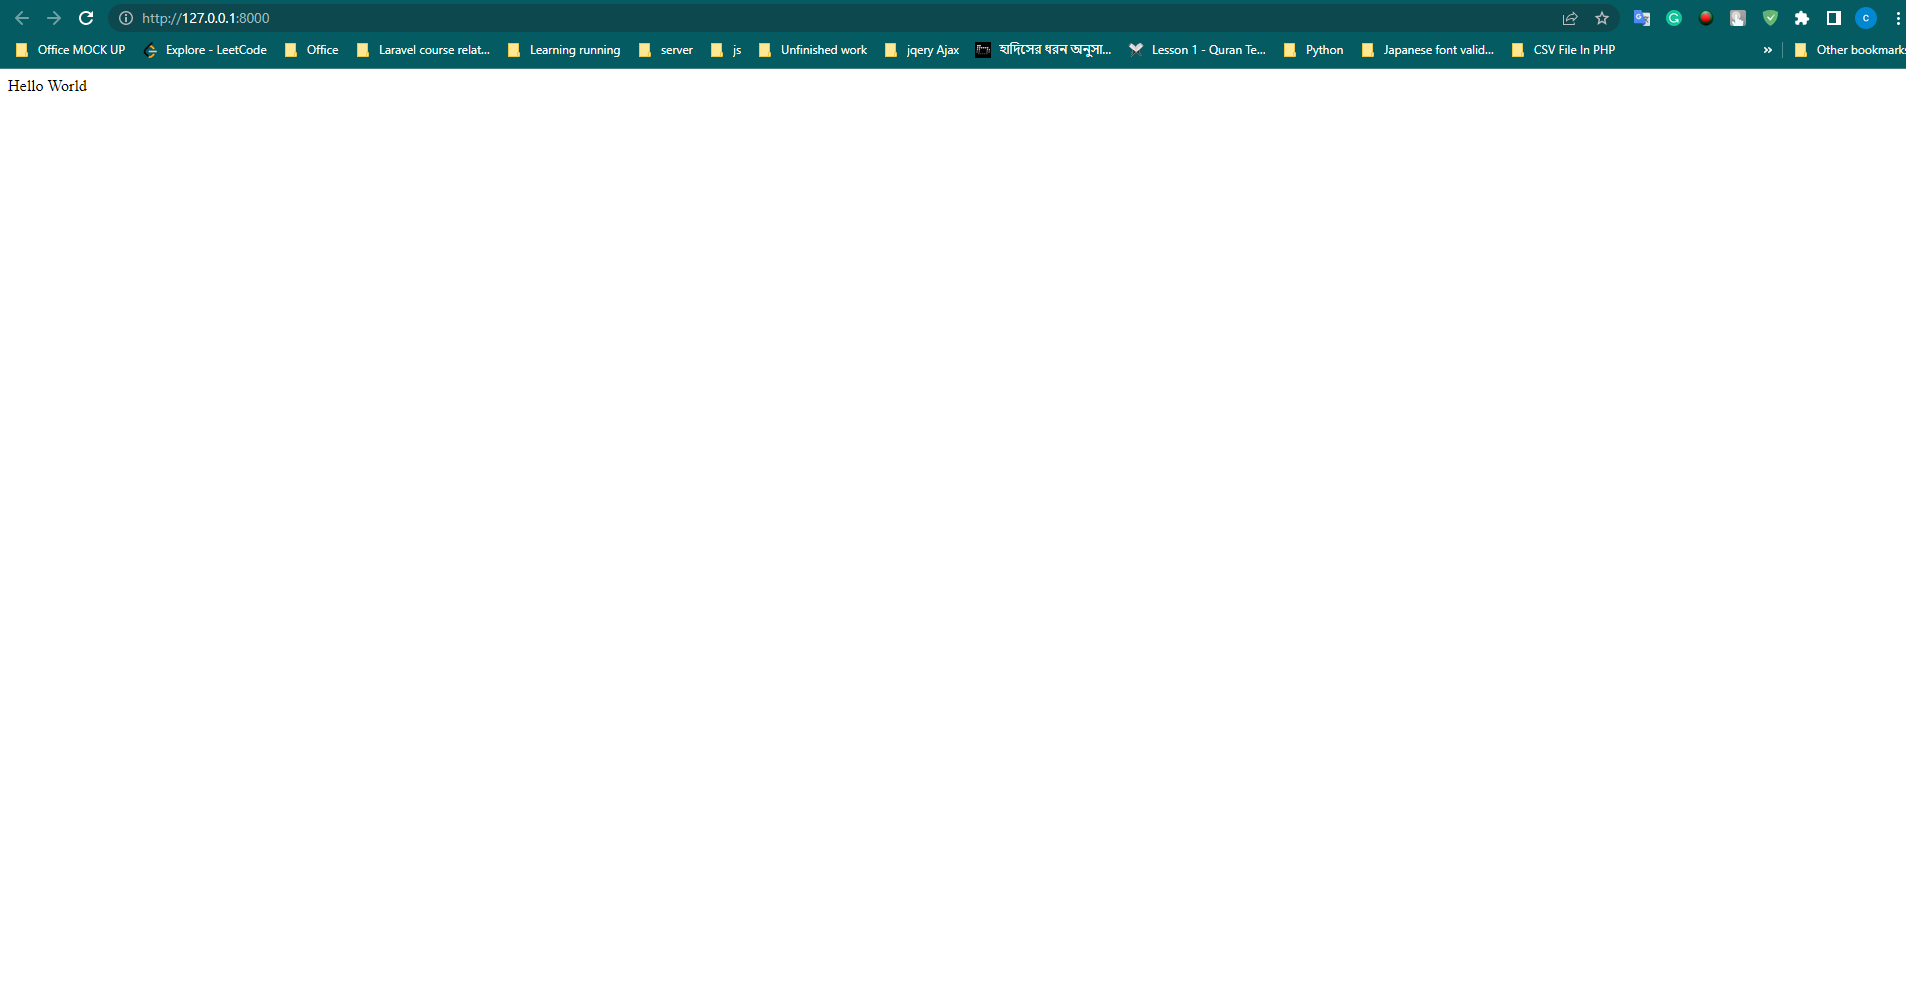 http://127.0.0.1:8000
Office MOCK UP Explore - LeetCode Office Laravel course relat... Learning running server js Unfinished work jqery Ajax হাদিসের ধরন অনুসা... Lesson 1 - Quran Te... Python Japanese font valid... CSV File In PHP » Other bookmarks
Hello World